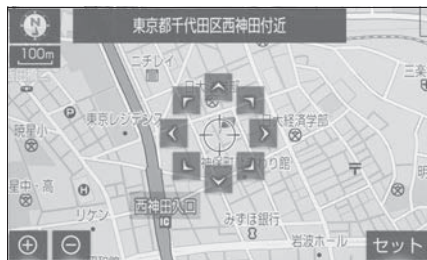 東京都千代田区西神田付近
100m
ニチレイ
東京レジデンス
日大経済学部
暁星小
星中・高
リケン
西神田入口
みずほ銀行
岩波ホール
セット